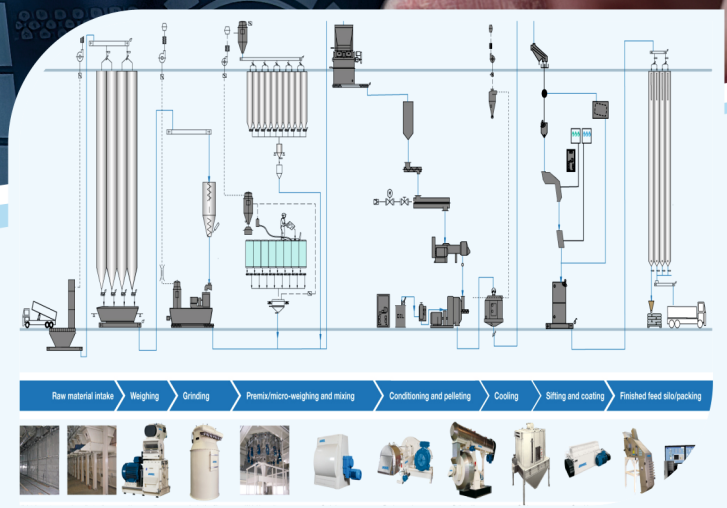 Raw material intake
Weighing
Grinding
Premix/micro-weighing and mixing
Conditioning and pelleting
Cooling
Sifting and coating
Finished feed silo/packing